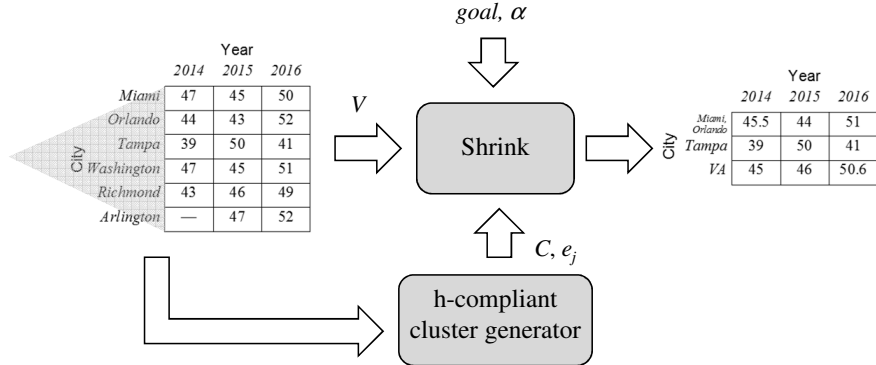 goal, α
Year
2014 2015 2016
Miami 47 45 50
Orlando 44 43 52
Tampa 39 50 41
Washington 47 45 51
Richmond 43 46 49
Arlington — 47 52
City
V
Shrink
Year
2014 2015 2016
Miami,
Orlando 45.5 44 51
Tampa 39 50 41
VA 45 46 50.6
City
C, e_j
h-compliant
cluster generator